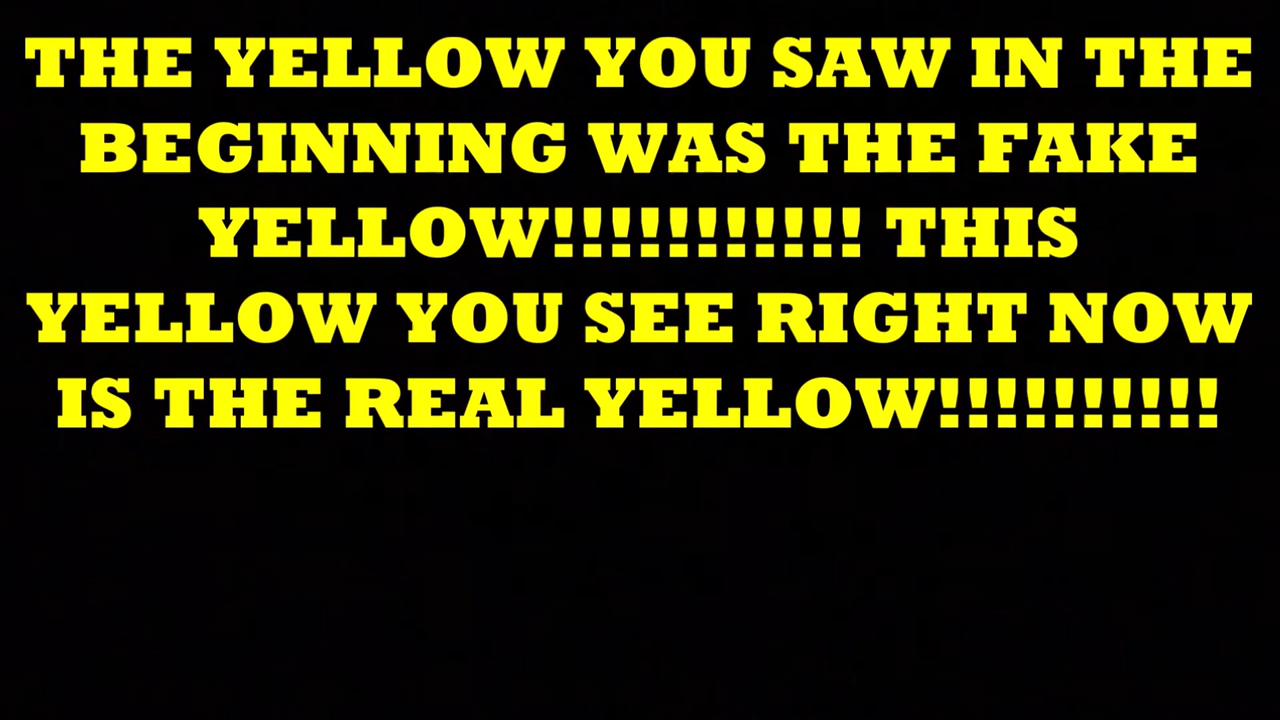 THE YELLOW YOU SAW IN THE
BEGINNING WAS THE FAKE
YELLOW!!!!!!!!!!! THIS
YELLOW YOU SEE RIGHT NOW
IS THE REAL YELLOW!!!!!!!!!!